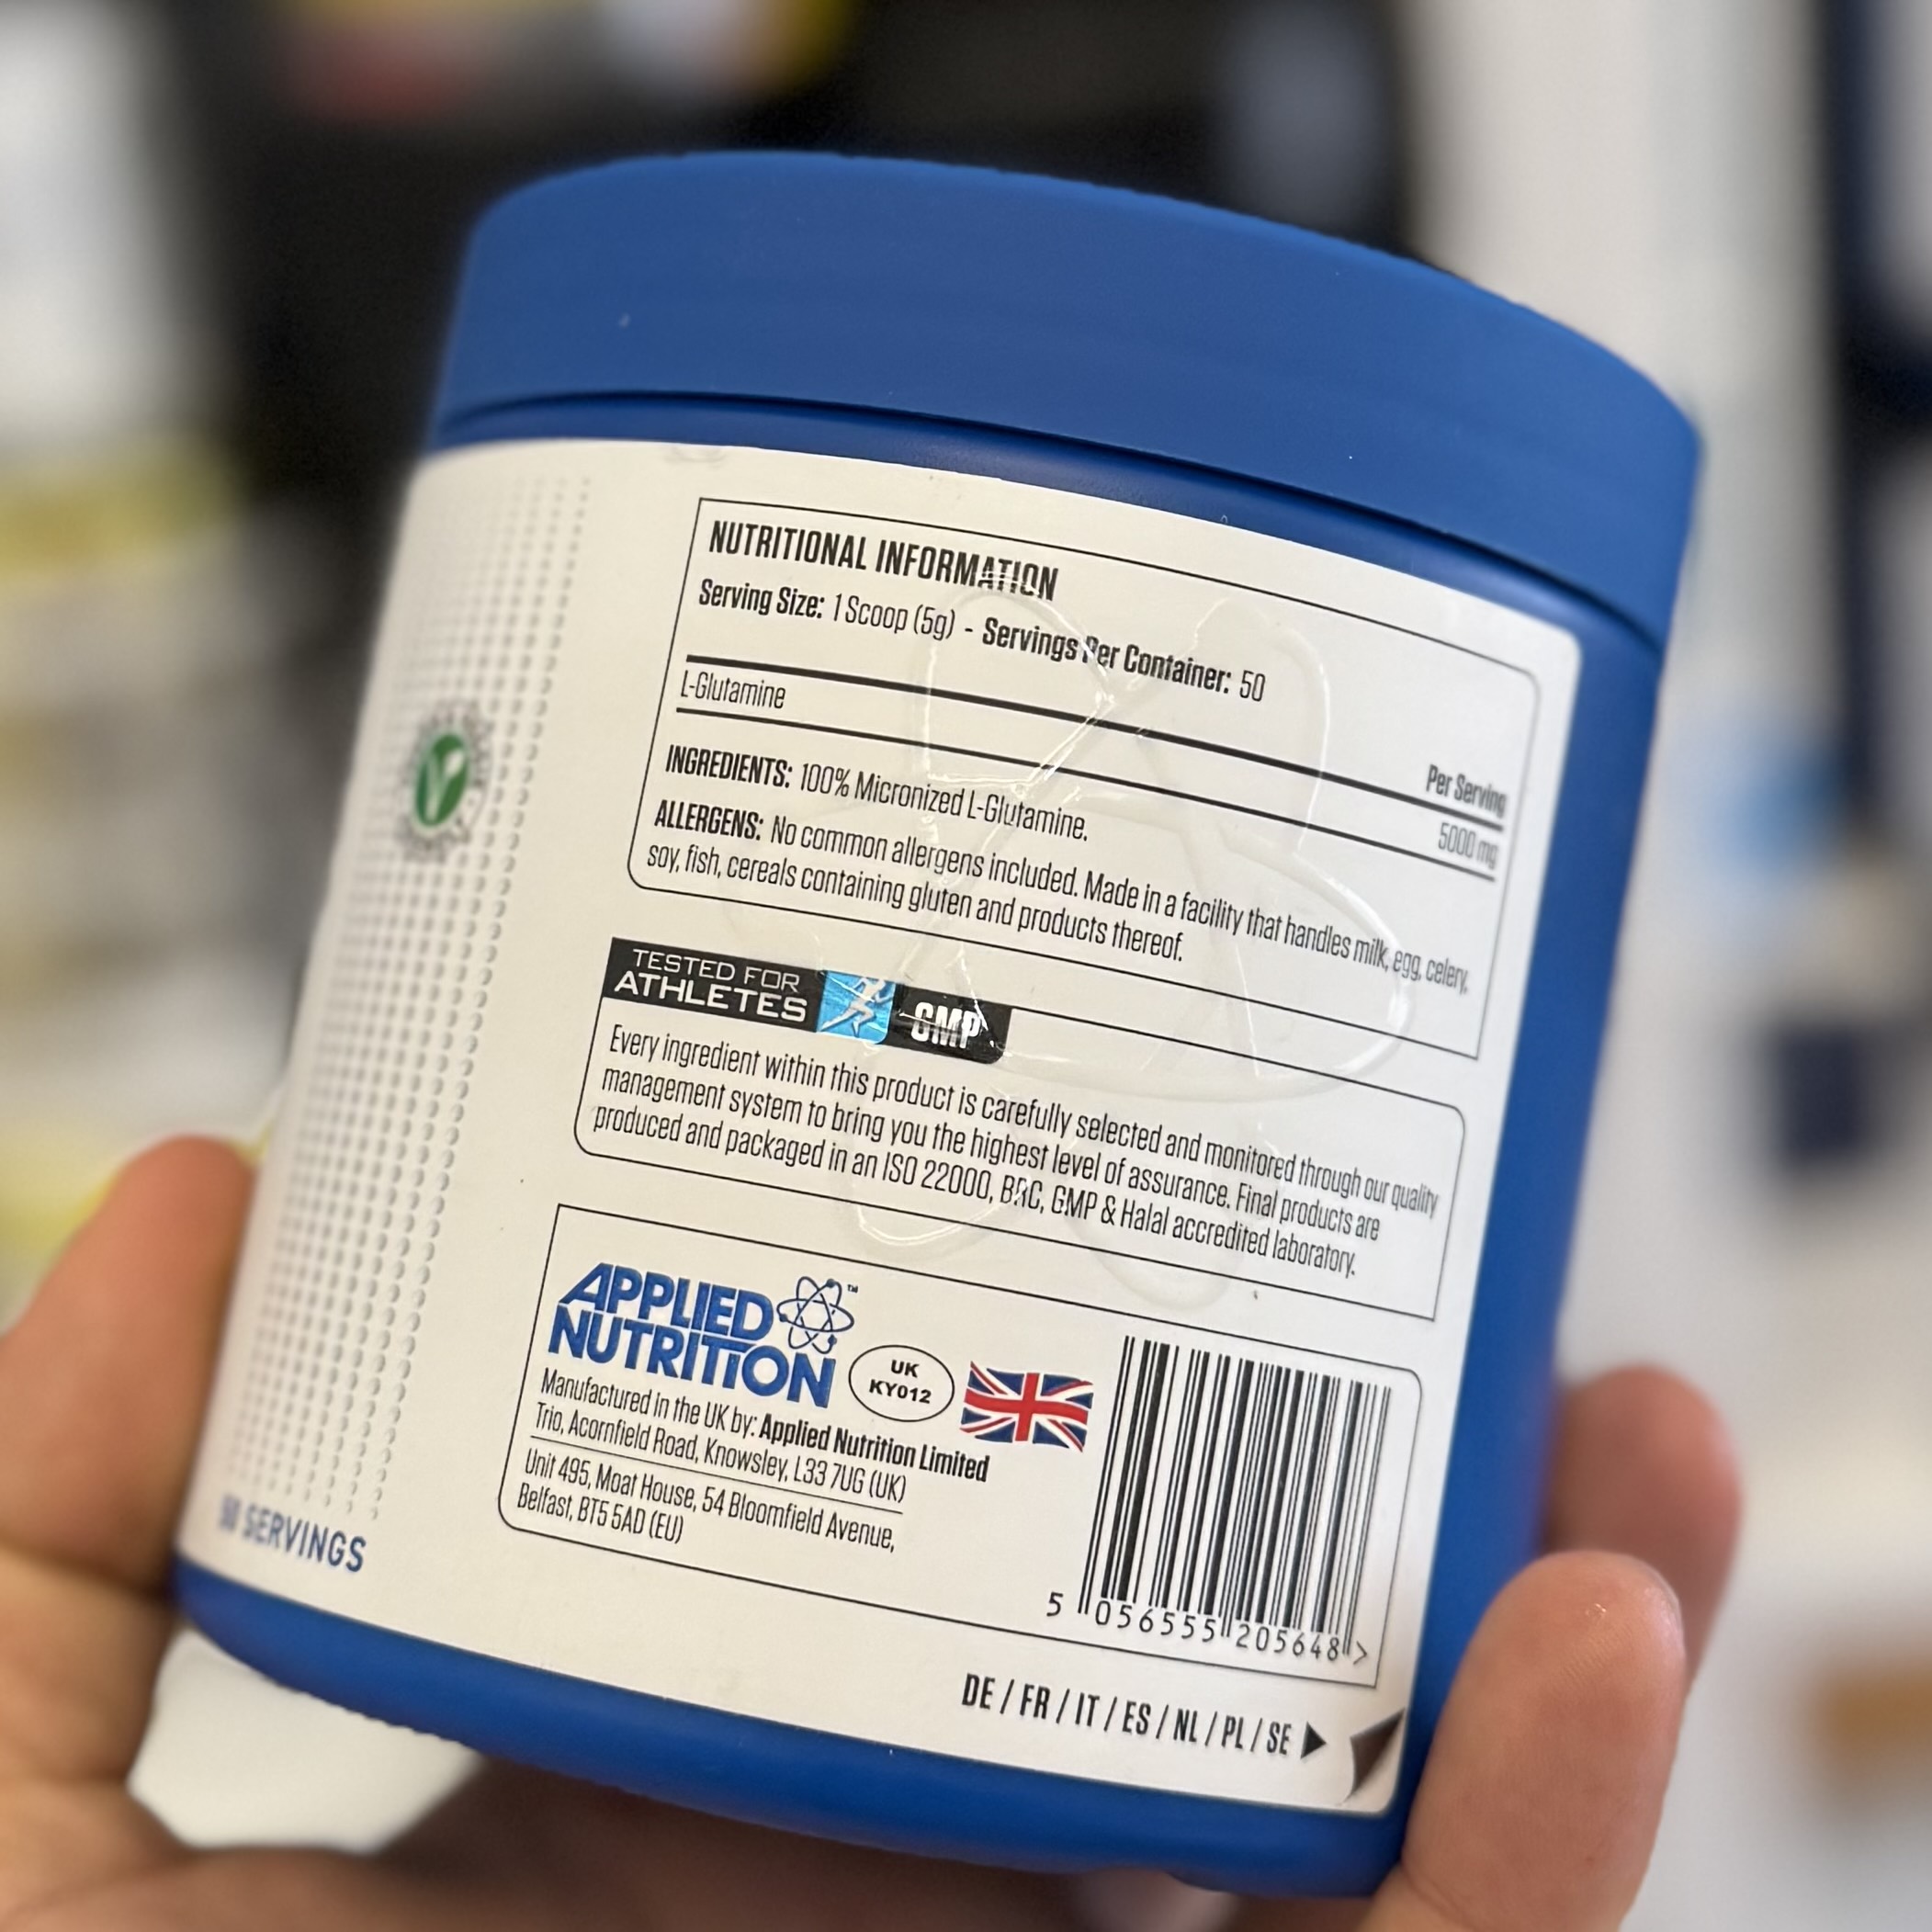 NUTRITIONAL INFORMATION
Serving Size: 1 Scoop (5g) - Servings Per Container: 50
Per Serving
L-Glutamine 5000 mg
INGREDIENTS: 100% Micronized L-Glutamine.
ALLERGENS: No common allergens included. Made in a facility that handles milk, egg, celery,
soy, fish, cereals containing gluten and products thereof.
TESTED FOR
ATHLETES
GMP
Every ingredient within this product is carefully selected and monitored through our quality
management system to bring you the highest level of assurance. Final products are
produced and packaged in an ISO 22000, BRC, GMP & Halal accredited laboratory.
APPLIED
NUTRITION™
UK
KY012
Manufactured in the UK by: Applied Nutrition Limited
Trio, Acornfield Road, Knowsley, L33 7UG (UK)
Unit 495, Moat House, 54 Bloomfield Avenue,
Belfast, BT5 5AD (EU)
5 056555 205648 >
SERVINGS
DE / FR / IT / ES / NL / PL / SE